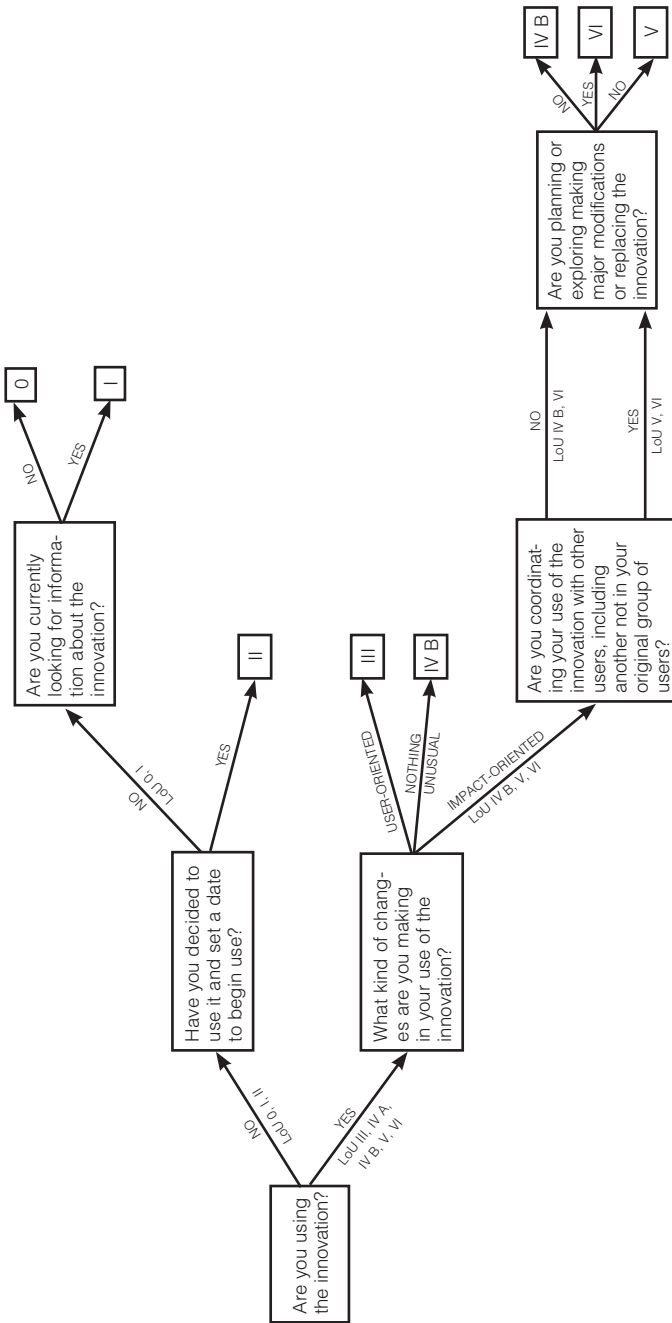 Are you using
the innovation?
NO
LoU 0, I, II
YES
LoU III, IV A,
IV B, V, VI
Have you decided to
use it and set a date
to begin use?
NO
LoU 0, I
YES
II
Are you currently
looking for informa-
tion about the
innovation?
NO
0
YES
I
What kind of chang-
es are you making
in your use of the
innovation?
USER-ORIENTED
III
NOTHING
UNUSUAL
IV B
IMPACT-ORIENTED
LoU IV B, V, VI
Are you coordinat-
ing your use of the
innovation with other
users, including
another not in your
original group of
users?
NO
LoU IV B, VI
YES
LoU V, VI
Are you planning or
exploring making
major modifications
or replacing the
innovation?
NO
IV B
YES
VI
NO
V